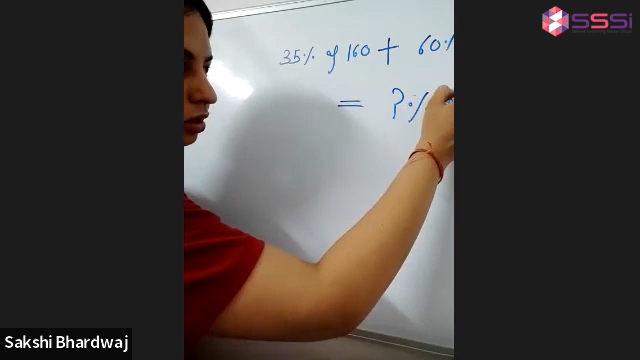 SSSi
35% of 160 + 60%
= ?%
Sakshi Bhardwaj